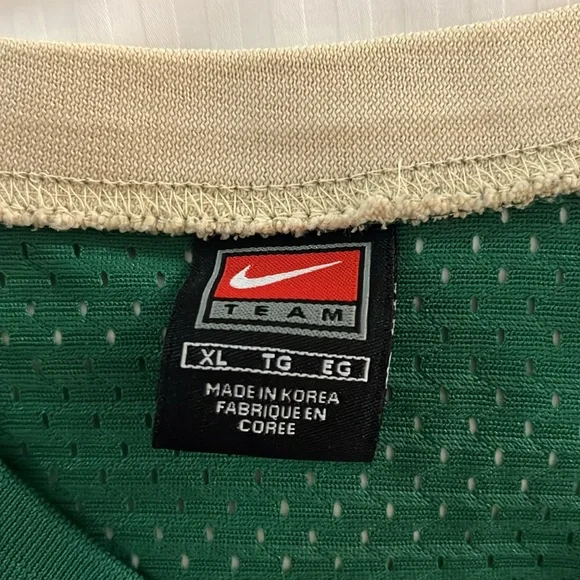 TEAM
XL TG EG
MADE IN KOREA
FABRIQUE EN
COREE